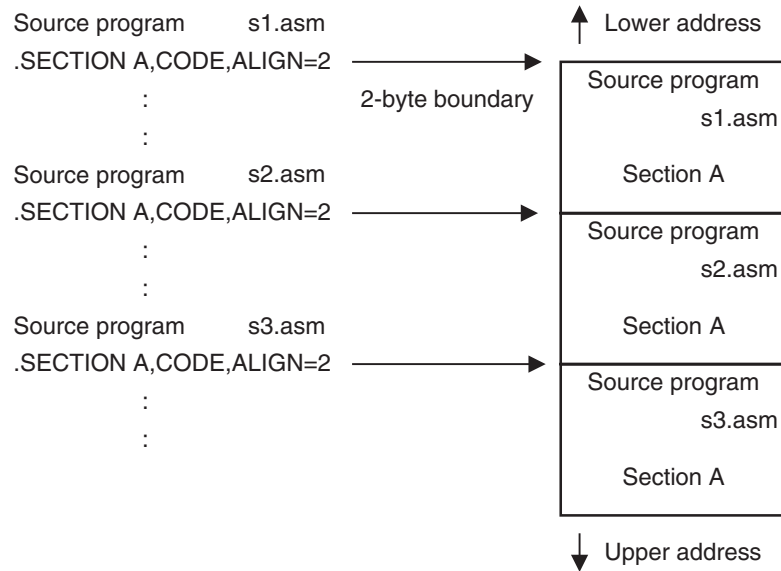 Source program s1.asm
.SECTION A,CODE,ALIGN=2
:
:
Source program s2.asm
.SECTION A,CODE,ALIGN=2
:
:
Source program s3.asm
.SECTION A,CODE,ALIGN=2
:
:
2-byte boundary
Lower address
Source program
s1.asm
Section A
Source program
s2.asm
Section A
Source program
s3.asm
Section A
Upper address